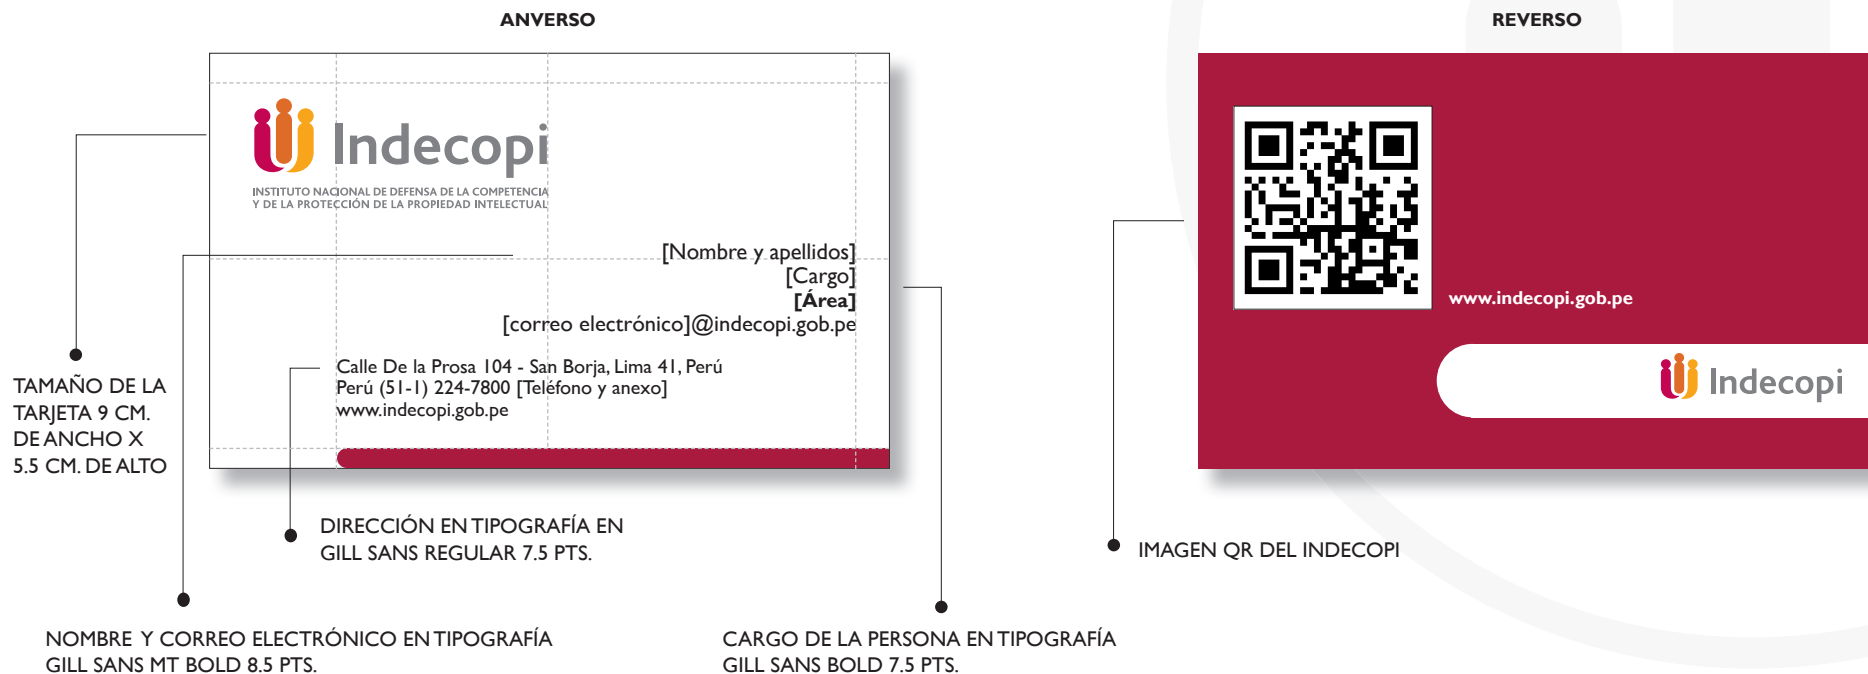 ANVERSO
Indecopi
INSTITUTO NACIONAL DE DEFENSA DE LA COMPETENCIA
Y DE LA PROTECCIÓN DE LA PROPIEDAD INTELECTUAL
[Nombre y apellidos]
[Cargo]
[Área]
[correo electrónico]@indecopi.gob.pe
Calle De la Prosa 104 - San Borja, Lima 41, Perú
Perú (51-1) 224-7800 [Teléfono y anexo]
www.indecopi.gob.pe
TAMAÑO DE LA
TARJETA 9 CM.
DE ANCHO X
5.5 CM. DE ALTO
DIRECCIÓN EN TIPOGRAFÍA EN
GILL SANS REGULAR 7.5 PTS.
NOMBRE Y CORREO ELECTRÓNICO EN TIPOGRAFÍA
GILL SANS MT BOLD 8.5 PTS.
CARGO DE LA PERSONA EN TIPOGRAFÍA
GILL SANS BOLD 7.5 PTS.
REVERSO
www.indecopi.gob.pe
Indecopi
IMAGEN QR DEL INDECOPI